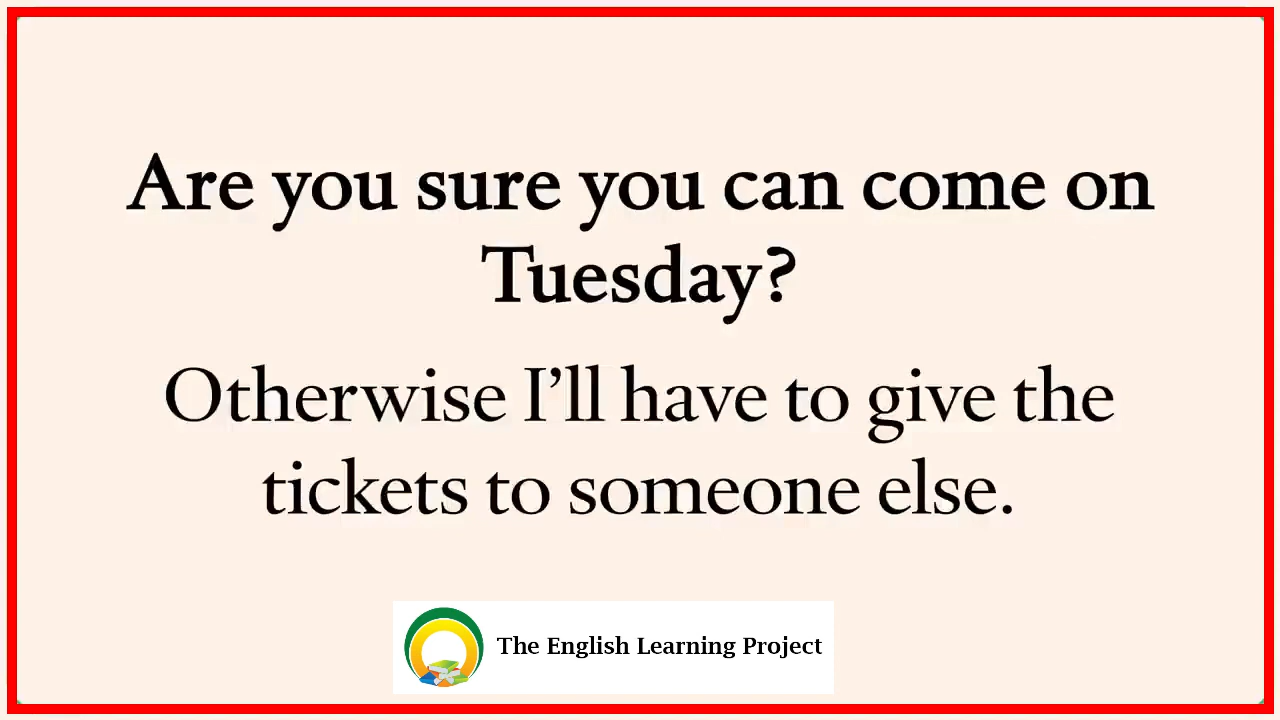 Are you sure you can come on
Tuesday?
Otherwise I’ll have to give the
tickets to someone else.
The English Learning Project